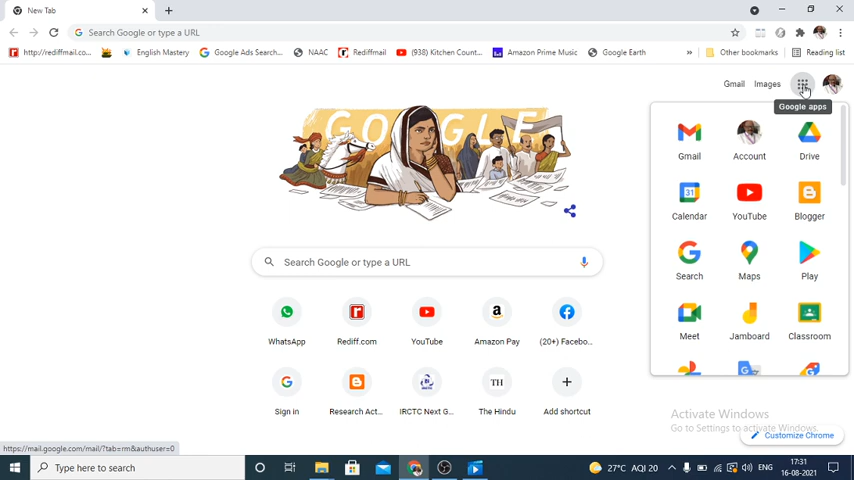 New Tab
Search Google or type a URL
http://rediffmail.co...
English Mastery
Google Ads Search...
NAAC
Rediffmail
(938) Kitchen Count...
Amazon Prime Music
Google Earth
»
Other bookmarks
Reading list
Gmail
Images
Google apps
GOOGLE
Gmail
Account
Drive
31
Calendar
YouTube
Blogger
Search Google or type a URL
Search
Maps
Play
WhatsApp
Rediff.com
YouTube
Amazon Pay
(20+) Facebo...
Meet
Jamboard
Classroom
TH
Sign in
Research Act...
IRCTC Next G...
The Hindu
Add shortcut
Activate Windows
Go to Settings to activate Windows.
Customize Chrome
https://mail.google.com/mail/?tab=rm&authuser=0
Type here to search
27°C AQI 20
ENG
17:31
16-08-2021